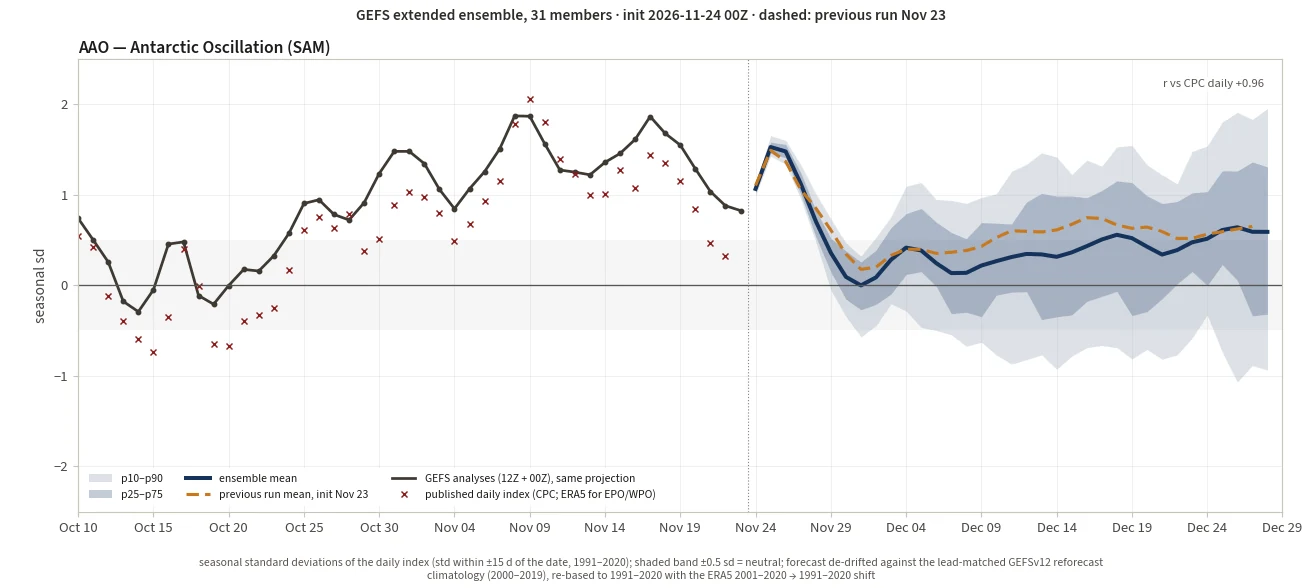 GEFS extended ensemble, 31 members · init 2026-11-24 00Z · dashed: previous run Nov 23
AAO — Antarctic Oscillation (SAM)
r vs CPC daily +0.96
seasonal sd
2
1
0
−1
−2
p10–p90
p25–p75
ensemble mean
previous run mean, init Nov 23
GEFS analyses (12Z + 00Z), same projection
published daily index (CPC; ERA5 for EPO/WPO)
Oct 10 Oct 15 Oct 20 Oct 25 Oct 30 Nov 04 Nov 09 Nov 14 Nov 19 Nov 24 Nov 29 Dec 04 Dec 09 Dec 14 Dec 19 Dec 24 Dec 29
seasonal standard deviations of the daily index (std within ±15 d of the date, 1991–2020); shaded band ±0.5 sd = neutral; forecast de-drifted against the lead-matched GEFSv12 reforecast
climatology (2000–2019), re-based to 1991–2020 with the ERA5 2001–2020 → 1991–2020 shift